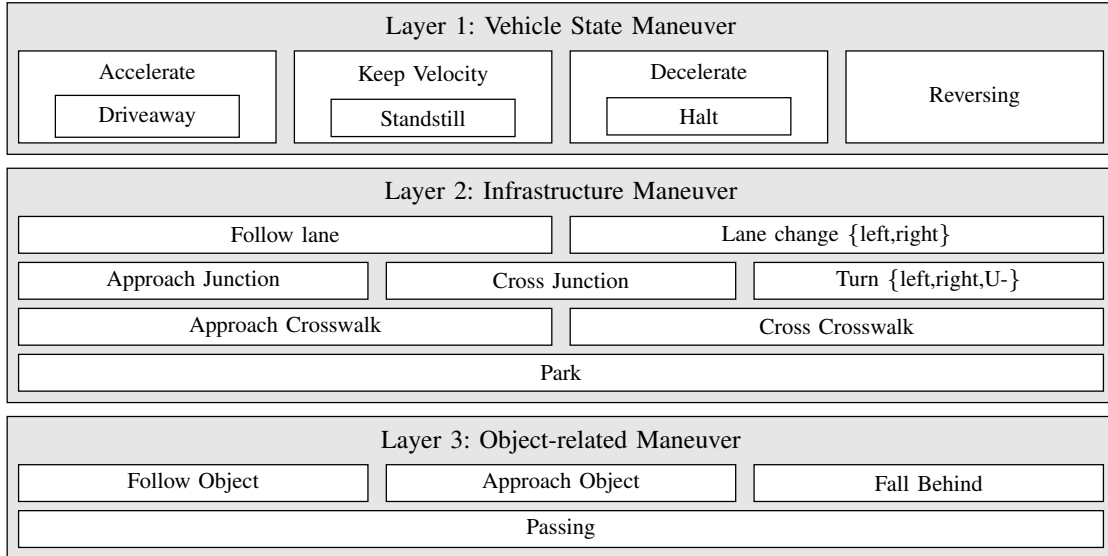 Layer 1: Vehicle State Maneuver
Accelerate
Driveaway
Keep Velocity
Standstill
Decelerate
Halt
Reversing
Layer 2: Infrastructure Maneuver
Follow lane
Lane change {left,right}
Approach Junction
Cross Junction
Turn {left,right,U-}
Approach Crosswalk
Cross Crosswalk
Park
Layer 3: Object-related Maneuver
Follow Object
Approach Object
Fall Behind
Passing